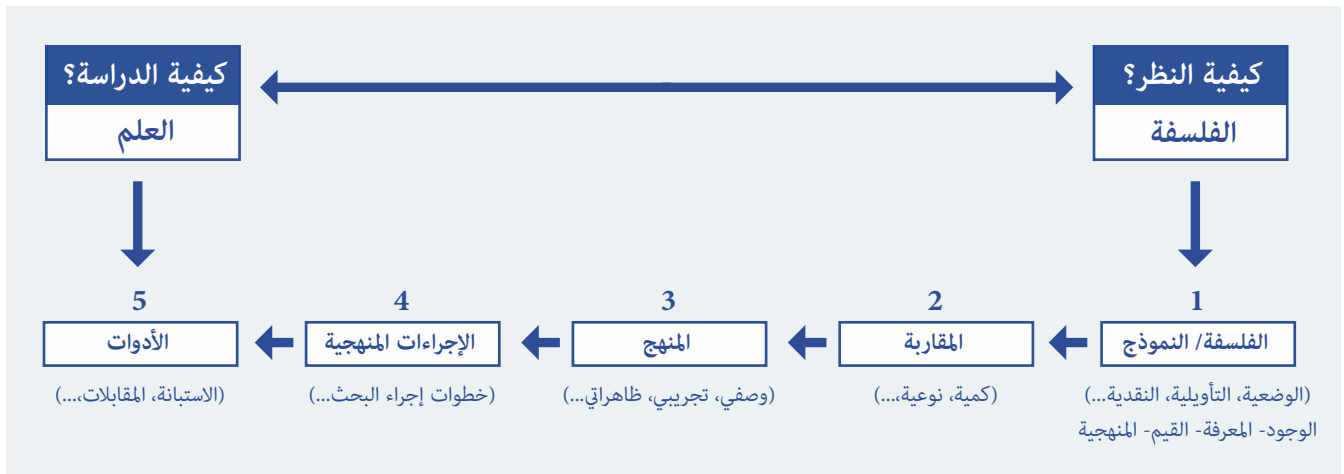 كيفية النظر؟
الفلسفة
كيفية الدراسة؟
العلم
1
الفلسفة/ النموذج
(الوضعية، التأويلية، النقدية...)
الوجود- المعرفة- القيم- المنهجية
2
المقاربة
(كمية، نوعية،...)
3
المنهج
(وصفي، تجريبي، ظاهراتي...)
4
الإجراءات المنهجية
(خطوات إجراء البحث...)
5
الأدوات
(الاستبانة، المقابلات،...)